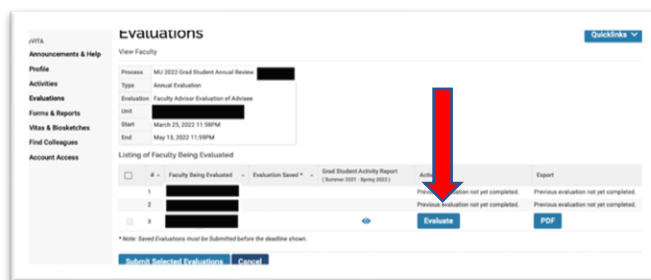 Evaluations
Quicklinks
View Faculty
Announcements & Help
Profile
Activities
Evaluations
Forms & Reports
Vitas & Biosketches
Find Colleagues
Account Access
Process MU 2022 Grad Student Annual Review
Type Annual Evaluation
Evaluation Faculty Advisor Evaluation of Advisee
Unit
Start March 25, 2022 11:59PM
End May 13, 2022 11:59PM
Listing of Faculty Being Evaluated
# Faculty Being Evaluated Evaluation Saved * Grad Student Activity Report Export
( Summer 2021 - Spring 2022 )
1 Previous evaluation not yet completed. Previous evaluation not yet completed.
2 Previous evaluation not yet completed. Previous evaluation not yet completed.
3 Evaluate PDF
* Note: Saved Evaluations must be Submitted before the deadline shown.
Submit Selected Evaluations Cancel